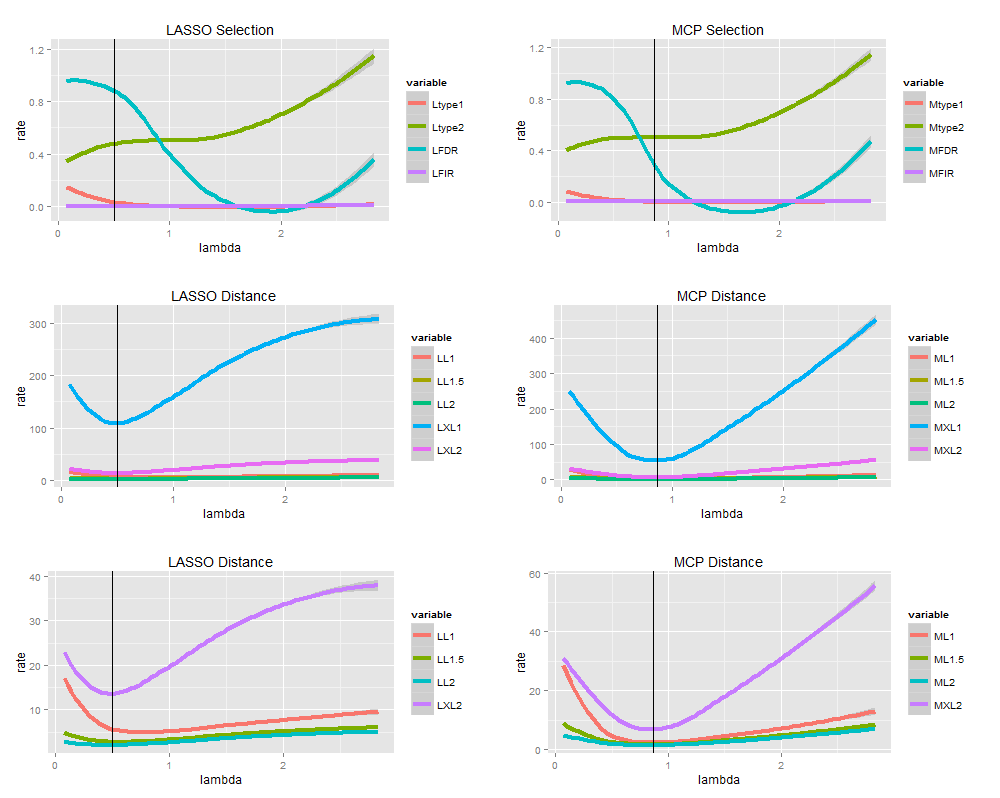 LASSO Selection
1.2
0.8
0.4
0.0
rate
0
1
2
lambda
variable
Ltype1
Ltype2
LFDR
LFIR
MCP Selection
1.2
0.8
0.4
0.0
rate
0
1
2
lambda
variable
Mtype1
Mtype2
MFDR
MFIR
LASSO Distance
300
200
100
0
rate
0
1
2
lambda
variable
LL1
LL1.5
LL2
LXL1
LXL2
MCP Distance
400
300
200
100
0
rate
0
1
2
lambda
variable
ML1
ML1.5
ML2
MXL1
MXL2
LASSO Distance
40
30
20
10
rate
0
1
2
lambda
variable
LL1
LL1.5
LL2
LXL2
MCP Distance
60
40
20
0
rate
0
1
2
lambda
variable
ML1
ML1.5
ML2
MXL2